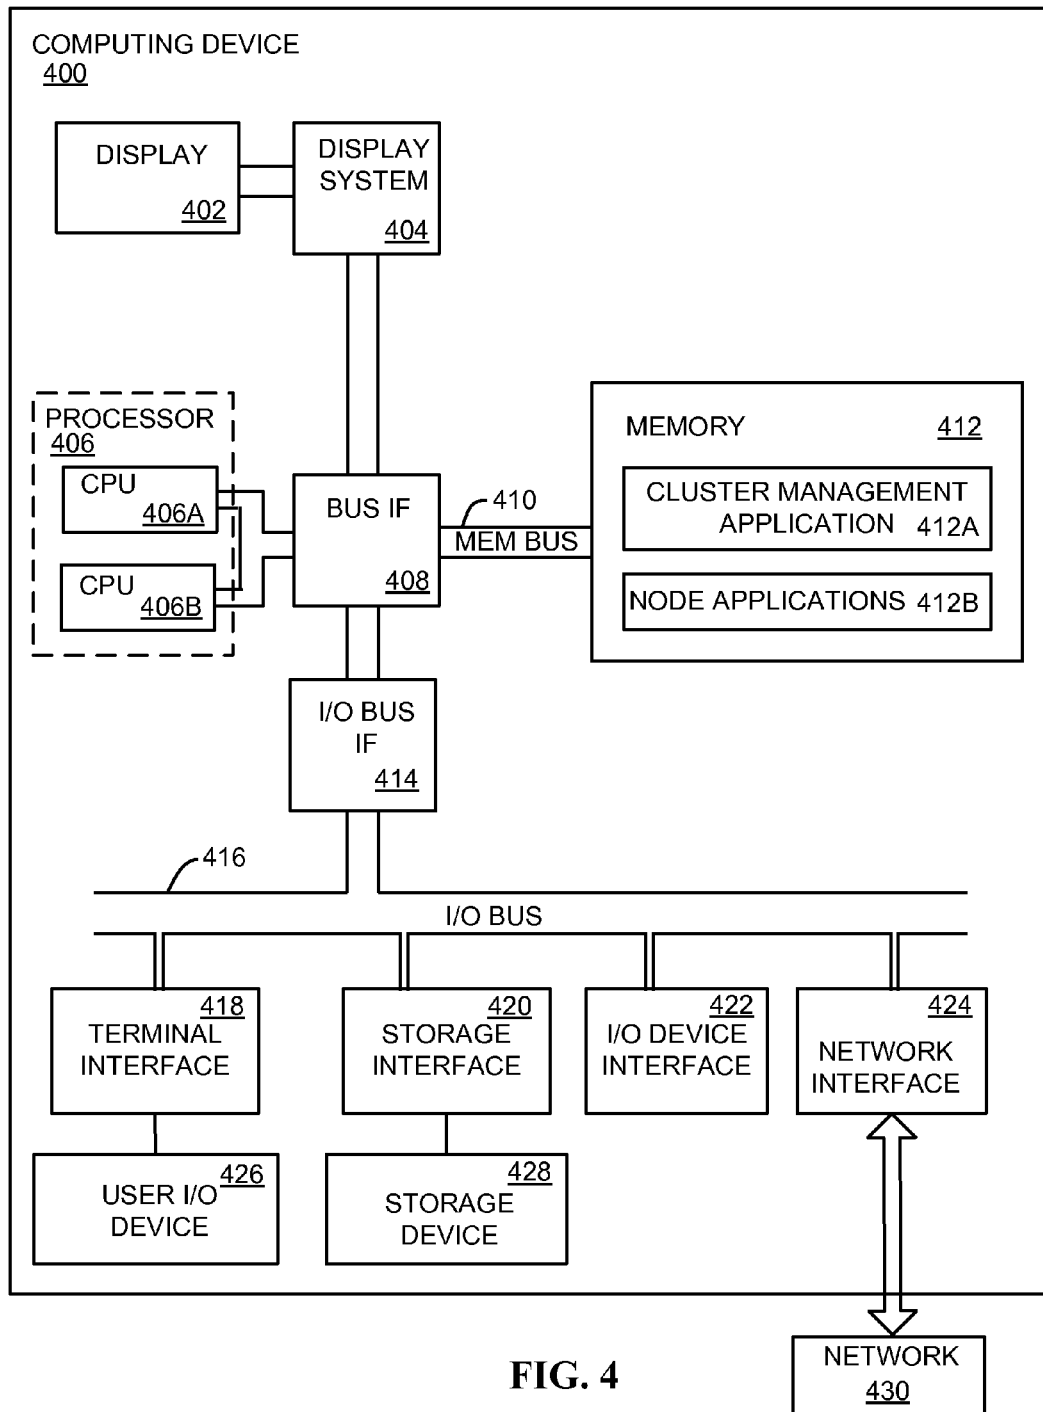 COMPUTING DEVICE
400
DISPLAY
402
DISPLAY
SYSTEM
404
PROCESSOR
406
CPU
406A
CPU
406B
BUS IF
408
410
MEM BUS
MEMORY 412
CLUSTER MANAGEMENT
APPLICATION 412A
NODE APPLICATIONS 412B
I/O BUS
IF
414
416
I/O BUS
418
TERMINAL
INTERFACE
420
STORAGE
INTERFACE
422
I/O DEVICE
INTERFACE
424
NETWORK
INTERFACE
426
USER I/O
DEVICE
428
STORAGE
DEVICE
NETWORK
430
FIG. 4